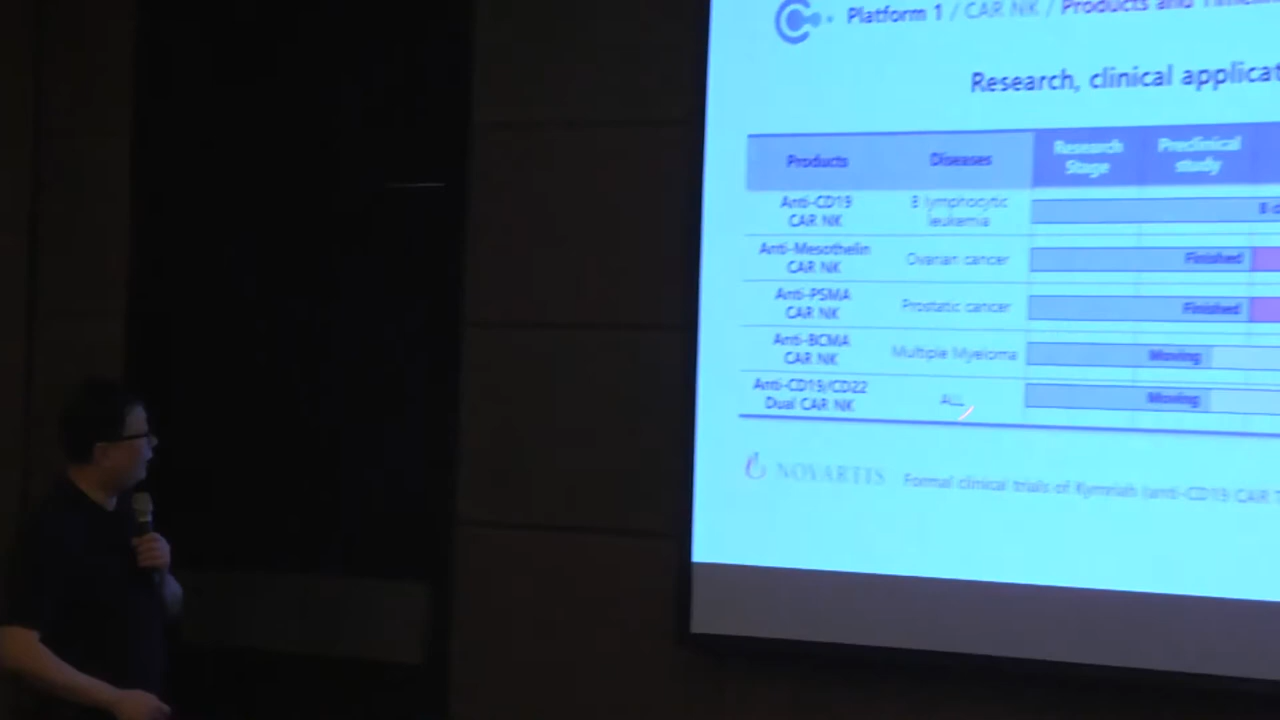 Platform 1 / CAR NK / Products and
Research, clinical
Products
Diseases
Research
Stage
Preclinical
study
Anti-CD19
CAR NK
B lymphocytic
leukemia
Anti-Mesothelin
CAR NK
Ovarian cancer
Finished
Anti-PSMA
CAR NK
Prostatic cancer
Finished
Anti-BCMA
CAR NK
Multiple Myeloma
Moving
Anti-CD19/CD22
Dual CAR NK
ALL
Moving
NOVARTIS
Formal clinical trials of Kymriah (anti-CD19 CAR